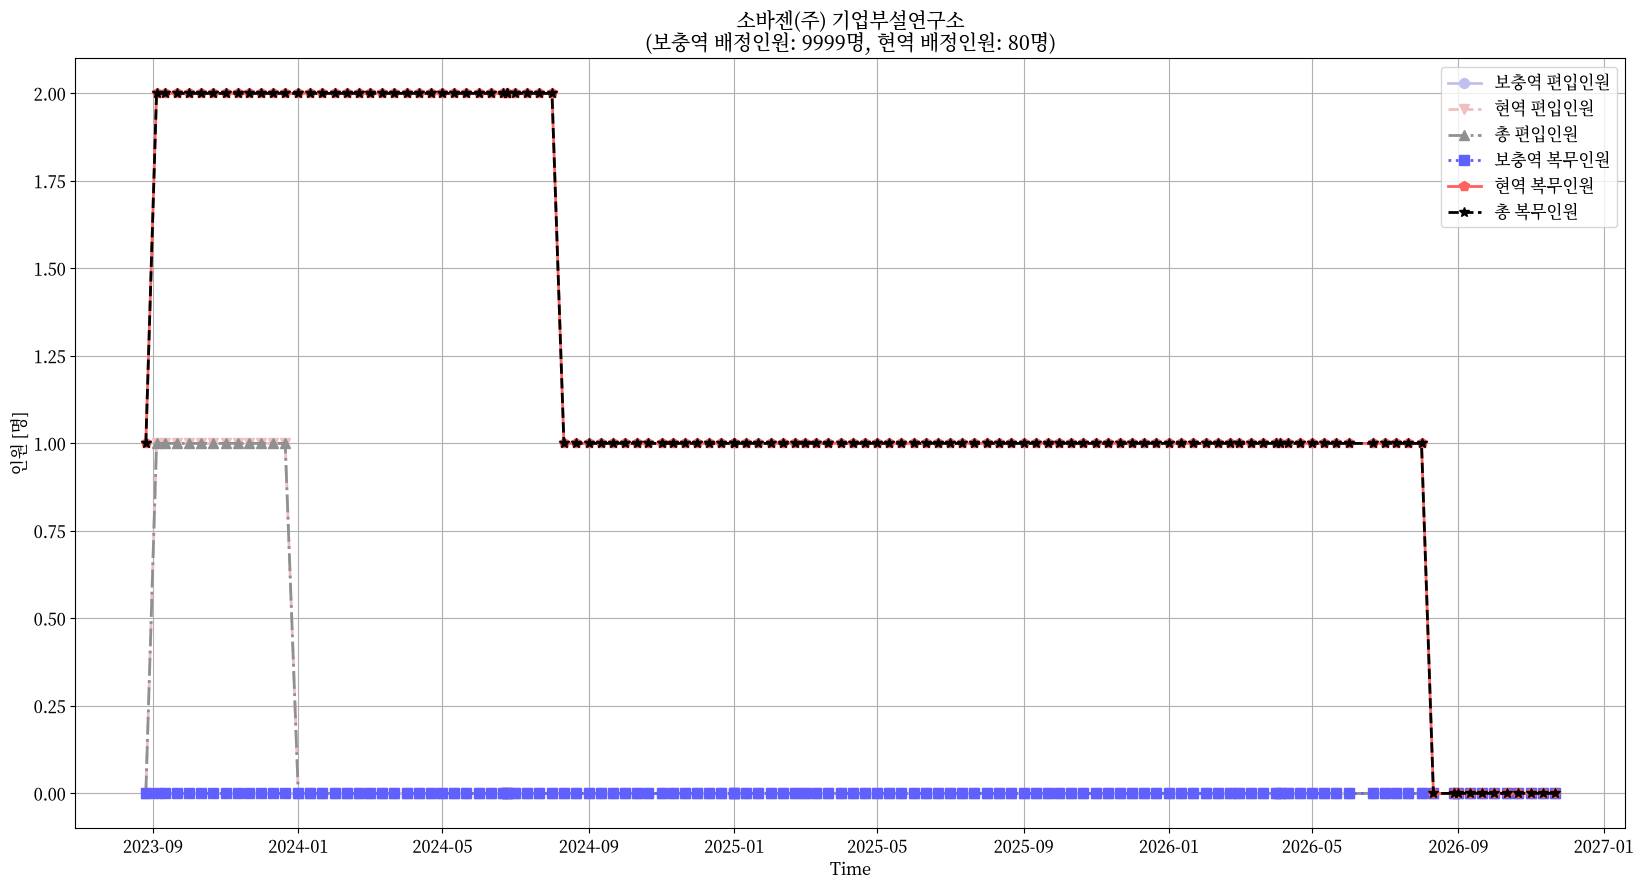 소바젠(주) 기업부설연구소
(보충역 배정인원: 9999명, 현역 배정인원: 80명)
보충역 편입인원
현역 편입인원
총 편입인원
보충역 복무인원
현역 복무인원
총 복무인원
인원 [명]
2.00
1.75
1.50
1.25
1.00
0.75
0.50
0.25
0.00
2023-09
2024-01
2024-05
2024-09
2025-01
2025-05
2025-09
2026-01
2026-05
2026-09
2027-01
Time